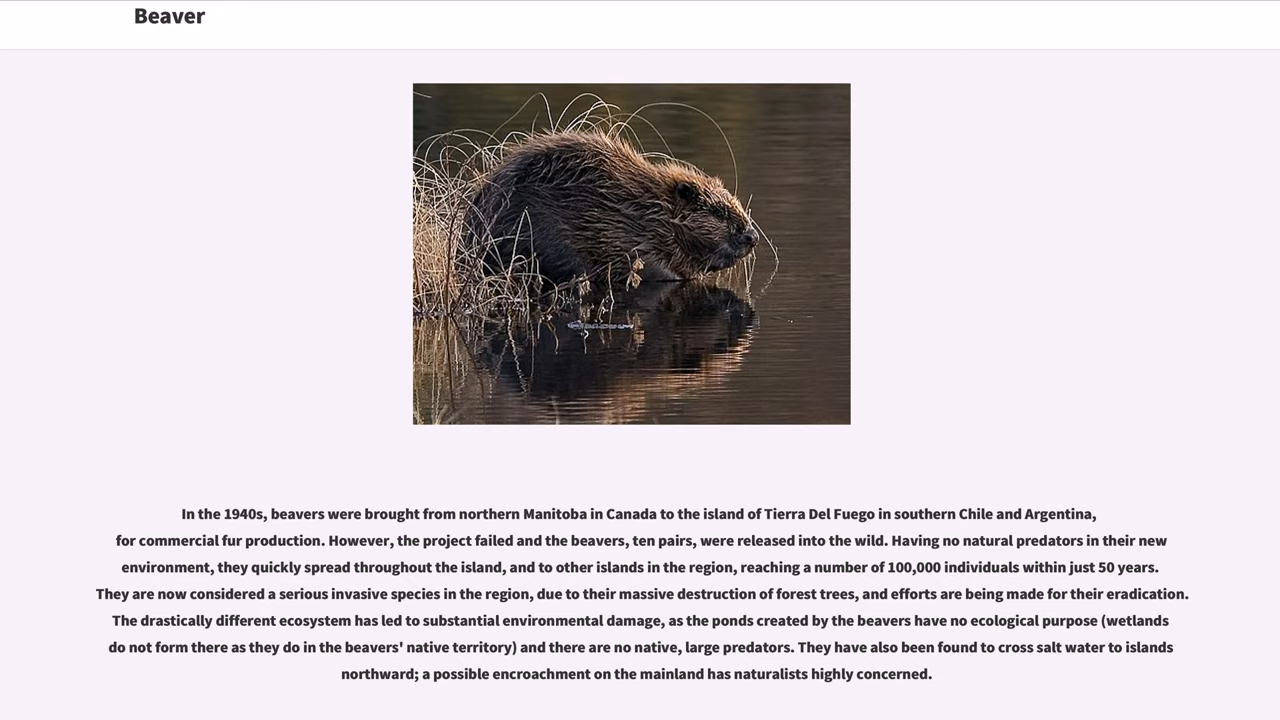 Beaver
In the 1940s, beavers were brought from northern Manitoba in Canada to the island of Tierra Del Fuego in southern Chile and Argentina,
for commercial fur production. However, the project failed and the beavers, ten pairs, were released into the wild. Having no natural predators in their new
environment, they quickly spread throughout the island, and to other islands in the region, reaching a number of 100,000 individuals within just 50 years.
They are now considered a serious invasive species in the region, due to their massive destruction of forest trees, and efforts are being made for their eradication.
The drastically different ecosystem has led to substantial environmental damage, as the ponds created by the beavers have no ecological purpose (wetlands
do not form there as they do in the beavers' native territory) and there are no native, large predators. They have also been found to cross salt water to islands
northward; a possible encroachment on the mainland has naturalists highly concerned.